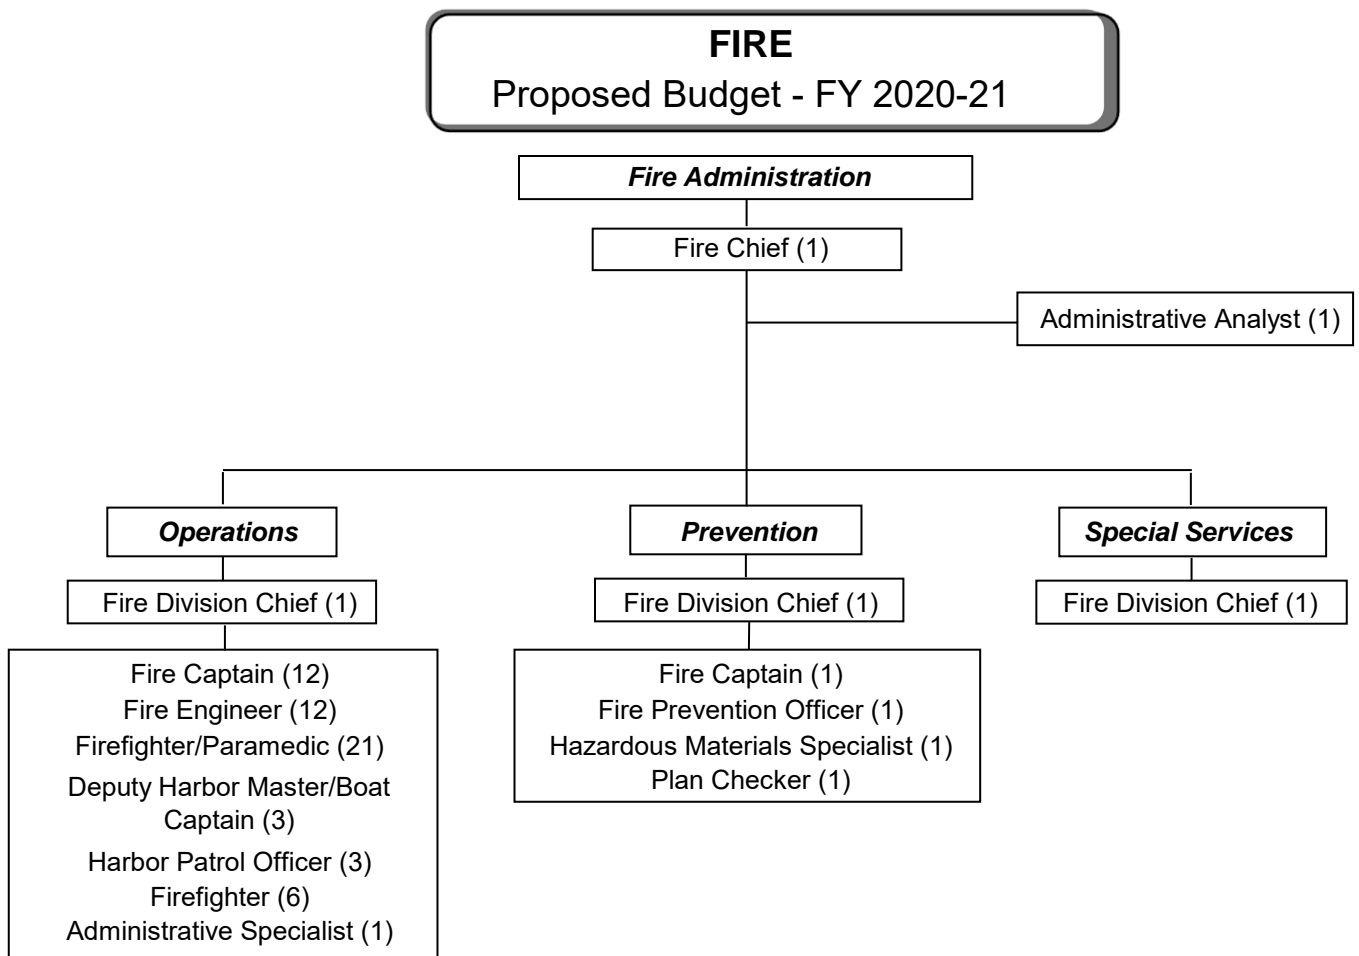 FIRE
Proposed Budget - FY 2020-21
Fire Administration
Fire Chief (1)
Administrative Analyst (1)
Operations
Fire Division Chief (1)
Fire Captain (12)
Fire Engineer (12)
Firefighter/Paramedic (21)
Deputy Harbor Master/Boat
Captain (3)
Harbor Patrol Officer (3)
Firefighter (6)
Administrative Specialist (1)
Prevention
Fire Division Chief (1)
Fire Captain (1)
Fire Prevention Officer (1)
Hazardous Materials Specialist (1)
Plan Checker (1)
Special Services
Fire Division Chief (1)